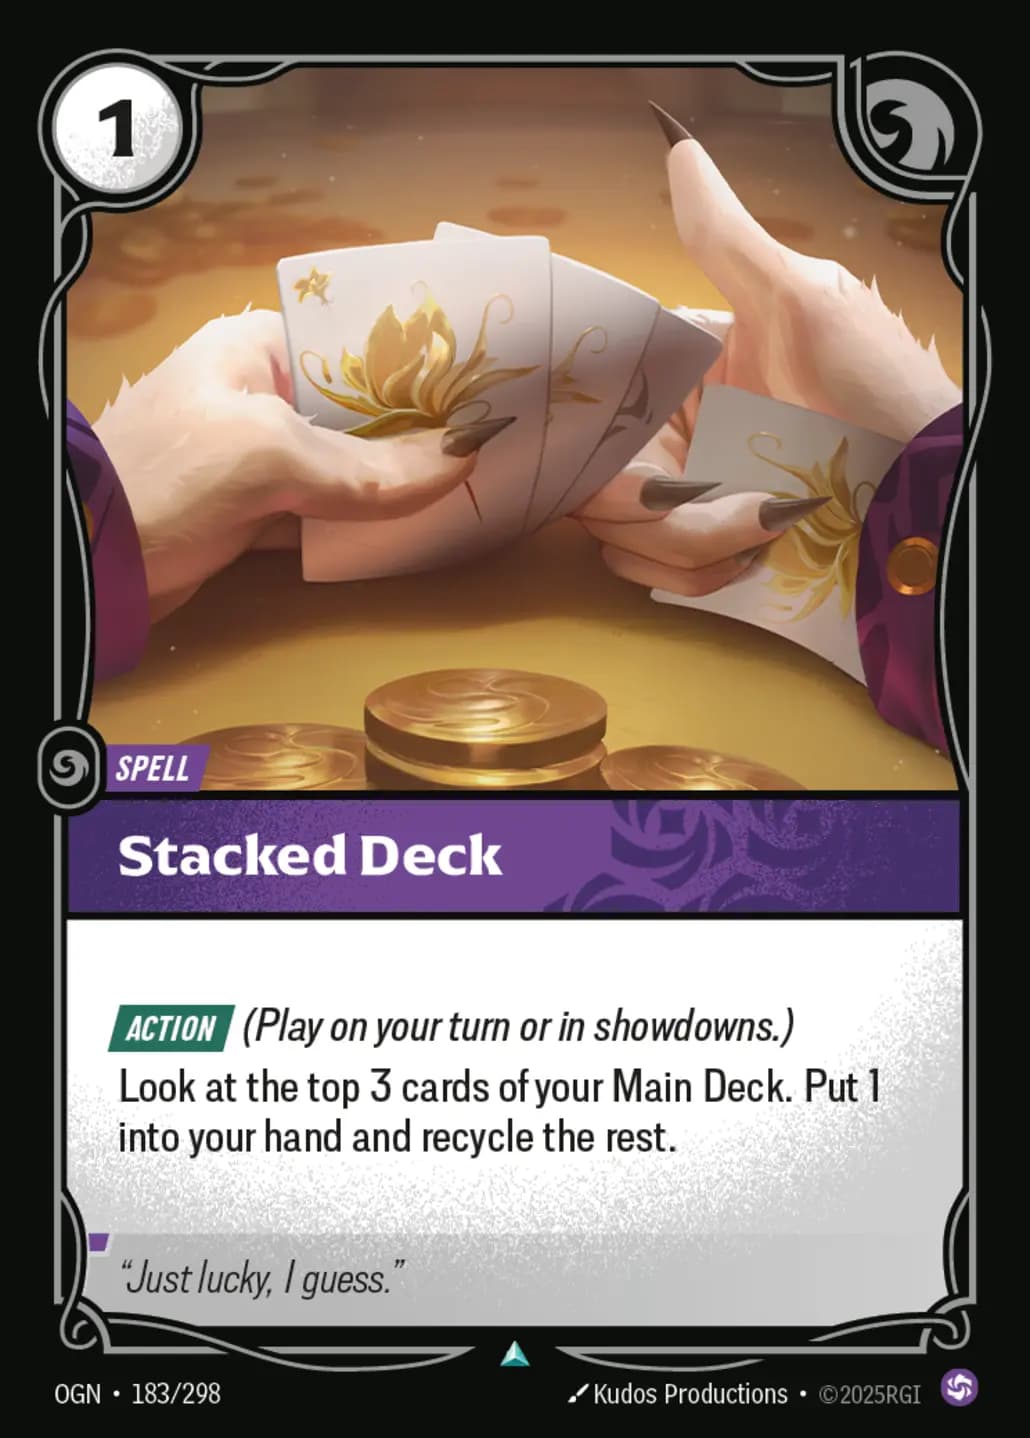 1
SPELL
Stacked Deck
ACTION (Play on your turn or in showdowns.)
Look at the top 3 cards of your Main Deck. Put 1
into your hand and recycle the rest.
“Just lucky, I guess.”
OGN • 183/298
Kudos Productions • ©2025RGI